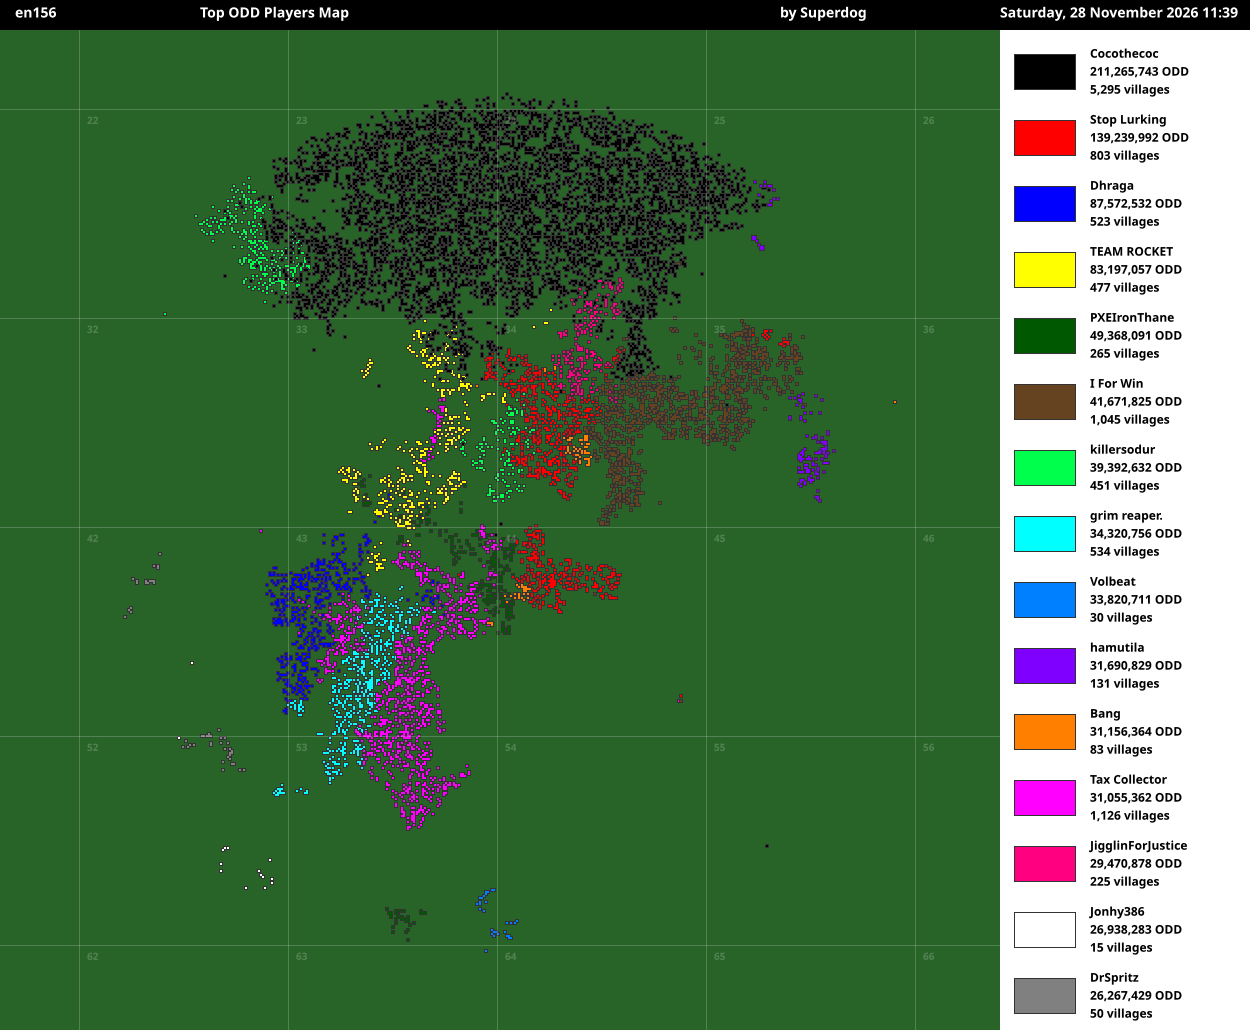 en156 Top ODD Players Map by Superdog Saturday, 28 November 2026 11:39
Cocothecoc
211,265,743 ODD
5,295 villages
Stop Lurking
139,239,992 ODD
803 villages
Dhraga
87,572,532 ODD
523 villages
TEAM ROCKET
83,197,057 ODD
477 villages
PXEIronThane
49,368,091 ODD
265 villages
I For Win
41,671,825 ODD
1,045 villages
killersodur
39,392,632 ODD
451 villages
grim reaper.
34,320,756 ODD
534 villages
Volbeat
33,820,711 ODD
30 villages
hamutila
31,690,829 ODD
131 villages
Bang
31,156,364 ODD
83 villages
Tax Collector
31,055,362 ODD
1,126 villages
JigglinForJustice
29,470,878 ODD
225 villages
Jonhy386
26,938,283 ODD
15 villages
DrSpritz
26,267,429 ODD
50 villages
22 23 25 26
32 33 34 35 36
42 43 44 45 46
52 53 54 55 56
62 63 64 65 66